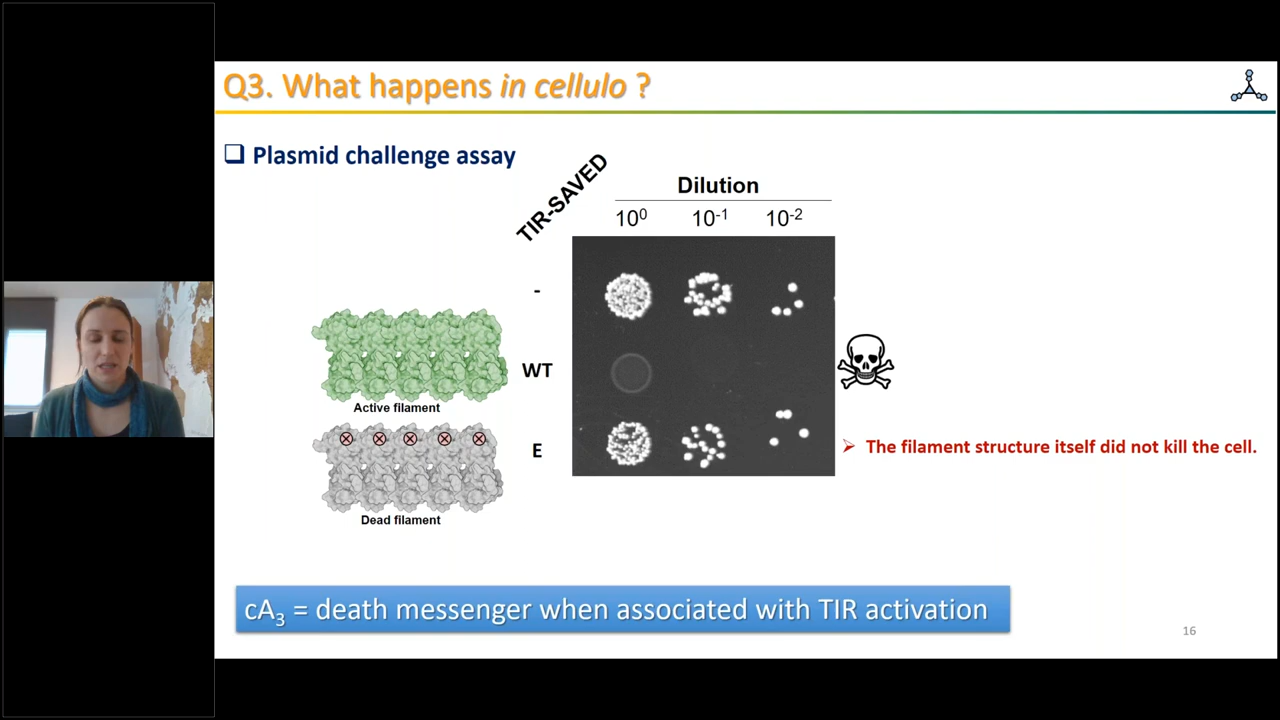 Q3. What happens in cellulo ?
❑ Plasmid challenge assay
TIR-SAVED
Dilution
10⁰ 10⁻¹ 10⁻²
-
WT
Active filament
E
➢ The filament structure itself did not kill the cell.
Dead filament
cA₃ = death messenger when associated with TIR activation
16